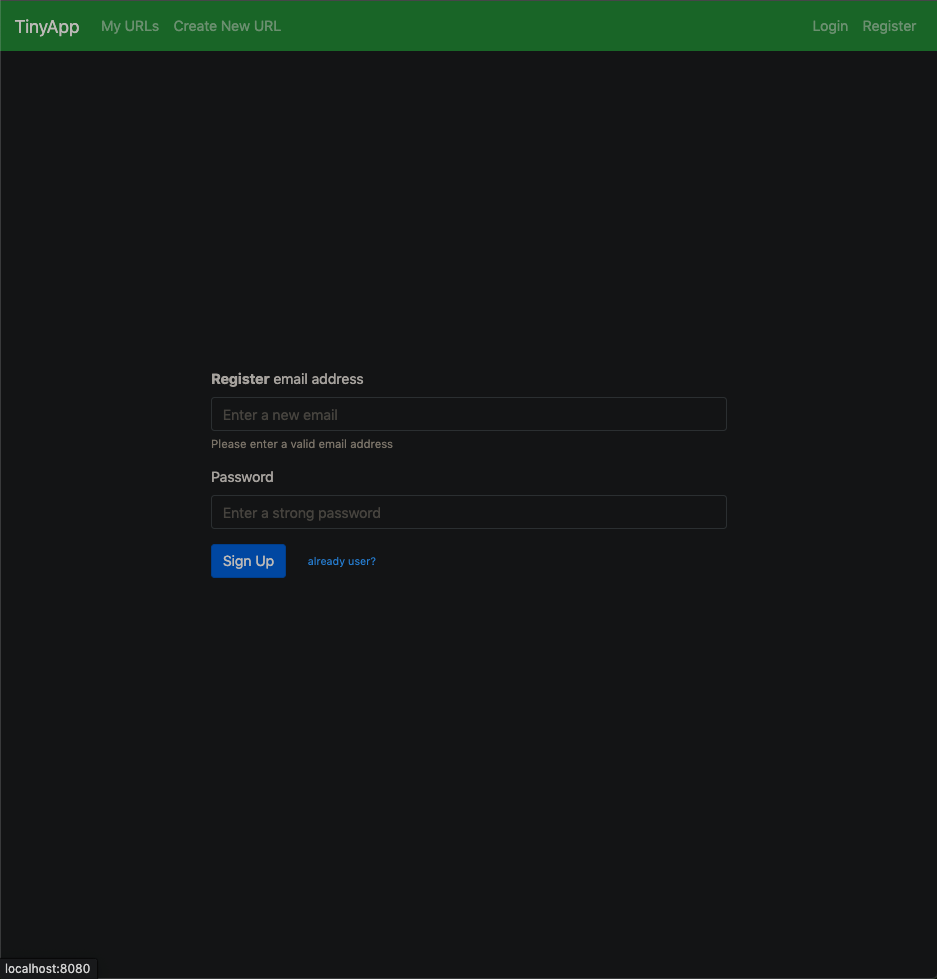 TinyApp My URLs Create New URL Login Register
Register email address
Enter a new email
Please enter a valid email address
Password
Enter a strong password
Sign Up already user?
localhost:8080